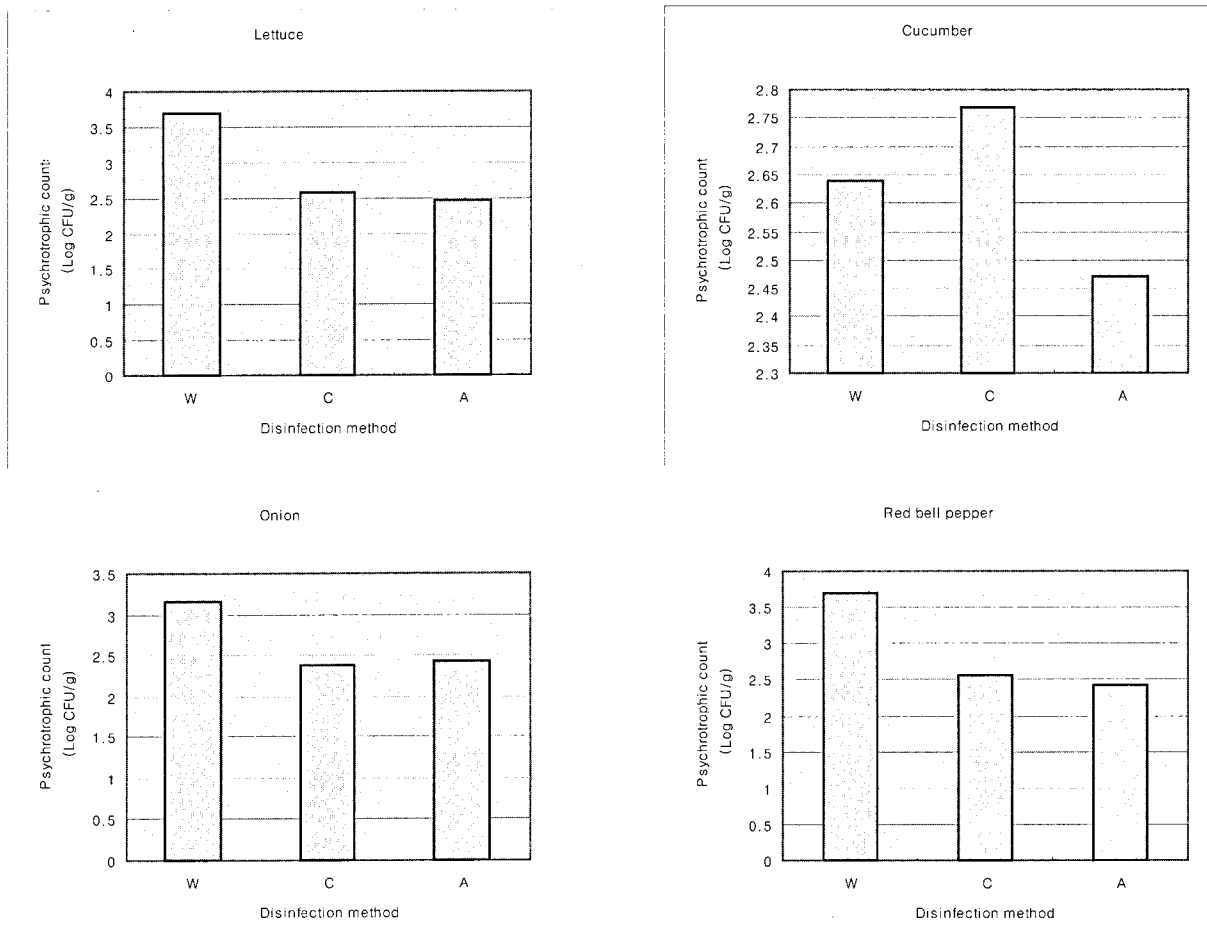 Lettuce
Psychrotrophic count
(Log CFU/g)
4
3.5
3
2.5
2
1.5
1
0.5
0
W
C
A
Disinfection method
Cucumber
Psychrotrophic count
(Log CFU/g)
2.8
2.75
2.7
2.65
2.6
2.55
2.5
2.45
2.4
2.35
2.3
W
C
A
Disinfection method
Onion
Psychrotrophic count
(Log CFU/g)
3.5
3
2.5
2
1.5
1
0.5
0
W
C
A
Disinfection method
Red bell pepper
Psychrotrophic count
(Log CFU/g)
4
3.5
3
2.5
2
1.5
1
0.5
0
W
C
A
Disinfection method